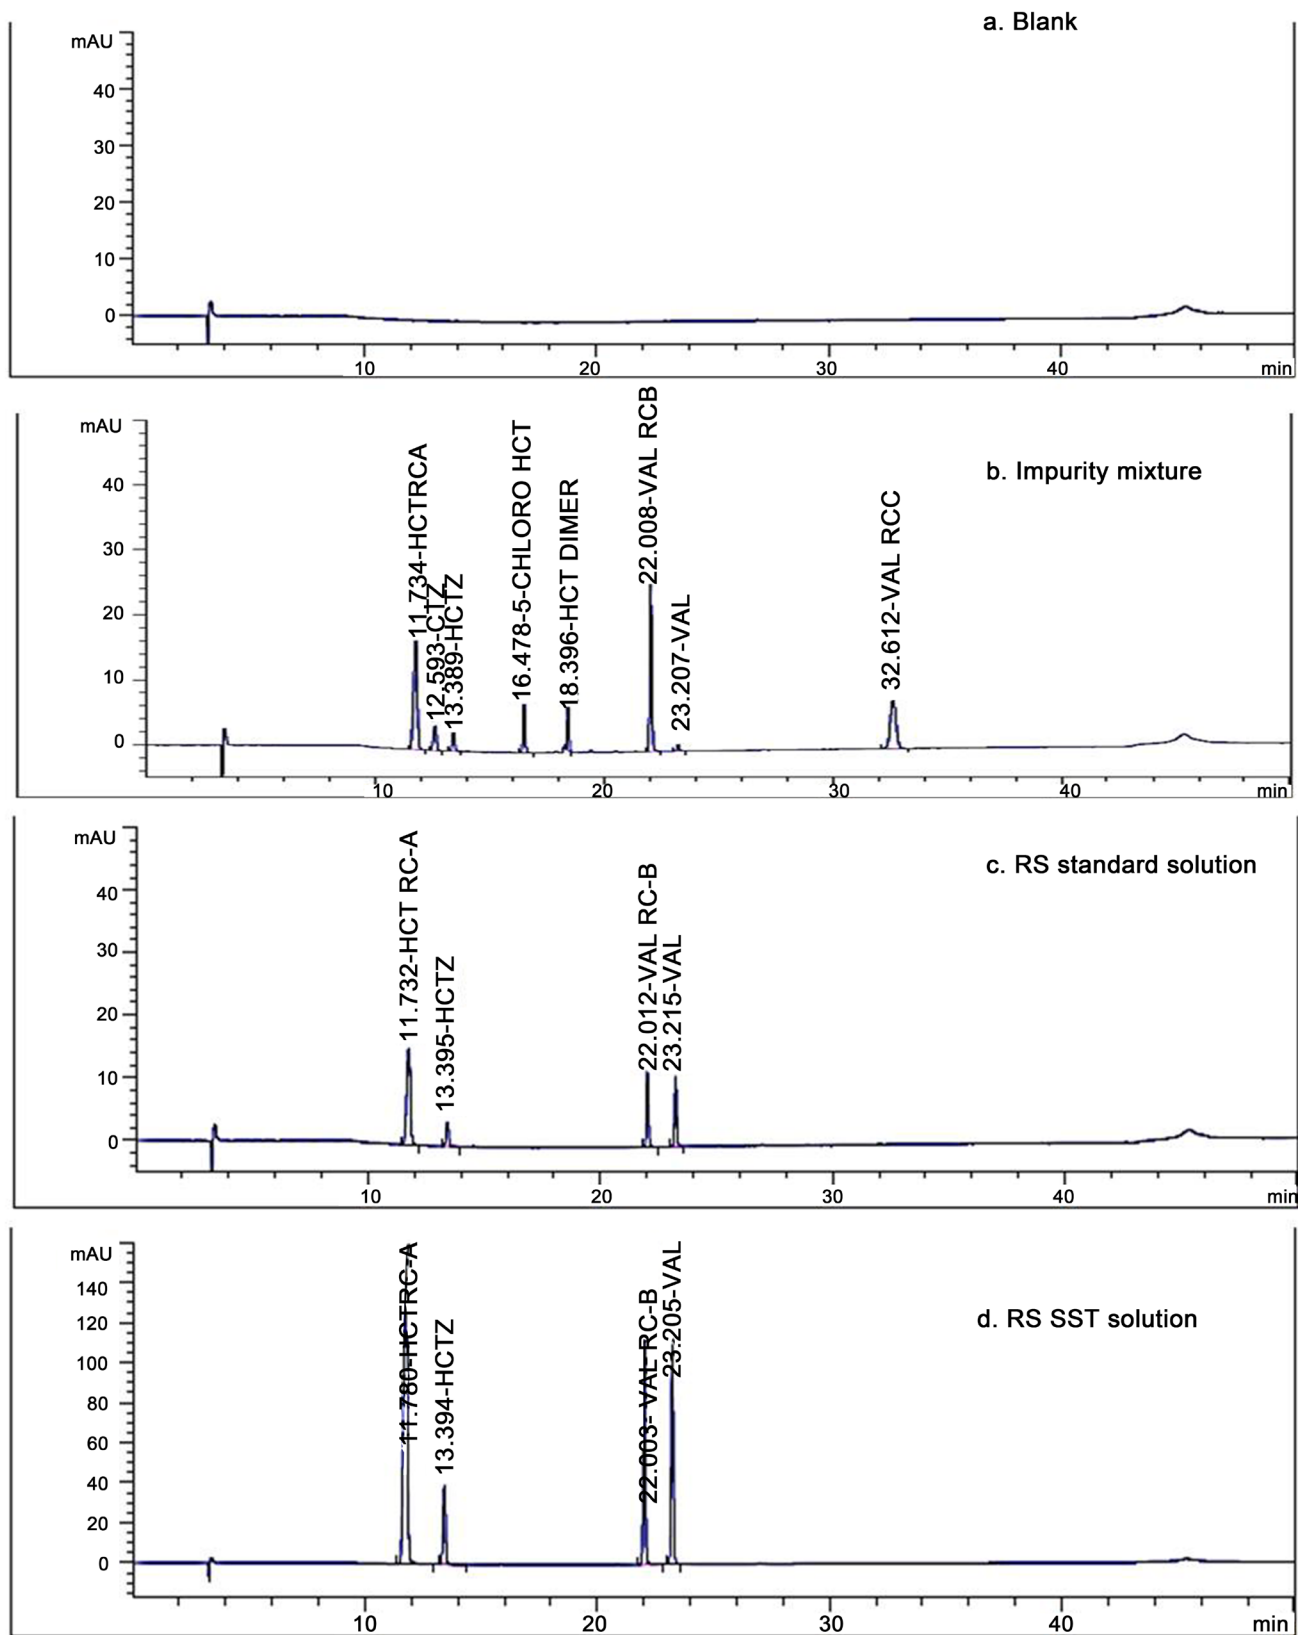 a. Blank
mAU
40
30
20
10
0
10 20 30 40 min
b. Impurity mixture
mAU
40
30
20
10
0
11.734-HCTRCA
12.593-CTZ
13.389-HCTZ
16.478-5-CHLORO HCT
18.396-HCT DIMER
22.008-VAL RCB
23.207-VAL
32.612-VAL RCC
10 20 30 40 min
c. RS standard solution
mAU
40
30
20
10
0
11.732-HCT RC-A
13.395-HCTZ
22.012-VAL RC-B
23.215-VAL
10 20 30 40 min
d. RS SST solution
mAU
140
120
100
80
60
40
20
0
11.780-HCTRC-A
13.394-HCTZ
22.003- VAL RC-B
23.205-VAL
10 20 30 40 min